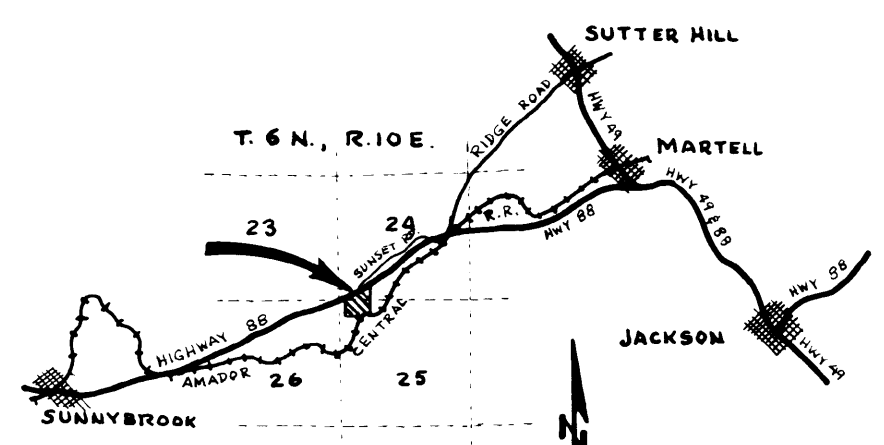 SUTTER HILL
RIDGE ROAD
HWY 49
T. 6 N., R. 10 E.
MARTELL
HWY 49 & 88
R.R.
23
24
HWY 88
SUNSET RD.
HWY 88
CENTRAL
HIGHWAY 88
JACKSON
HWY 49
AMADOR
26
25
SUNNYBROOK
N